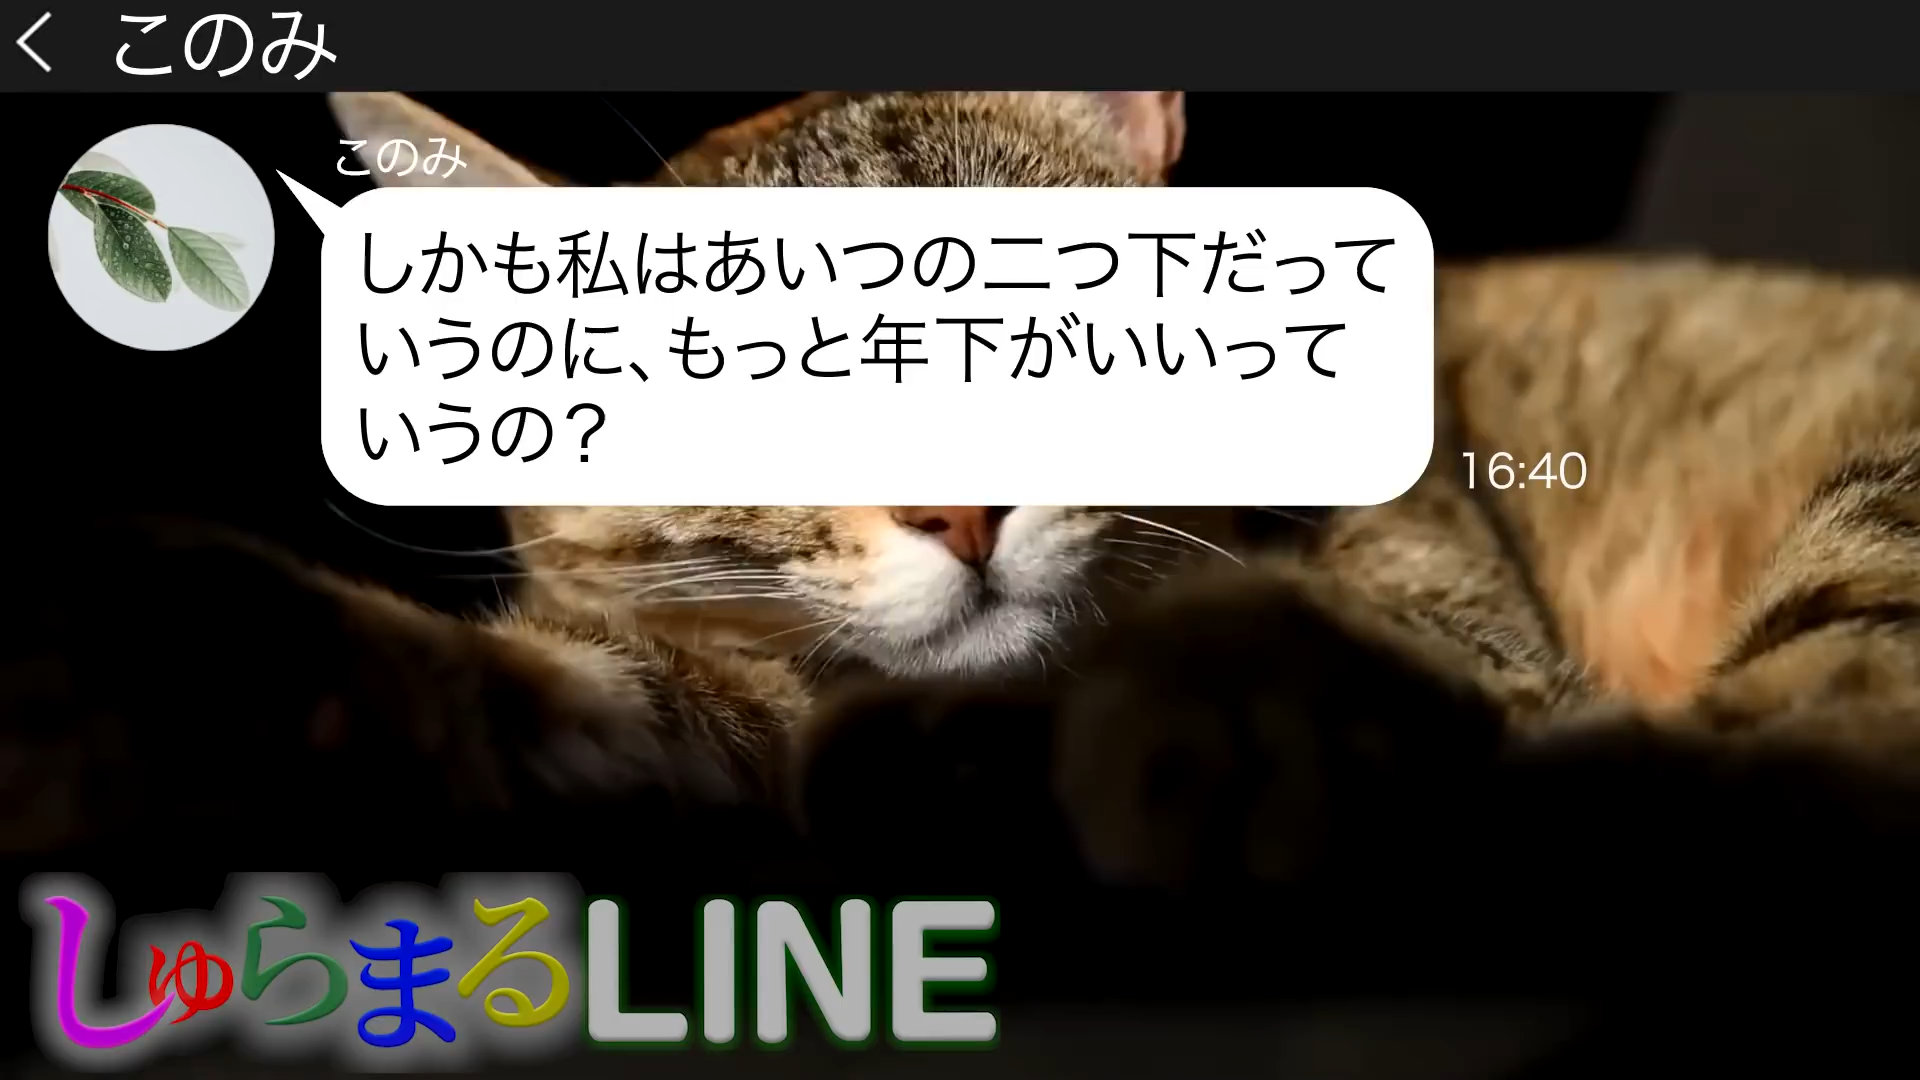 このみ
このみ
しかも私はあいつの二つ下だって
いうのに、もっと年下がいいって
いうの？
16:40
しゅらまるLINE